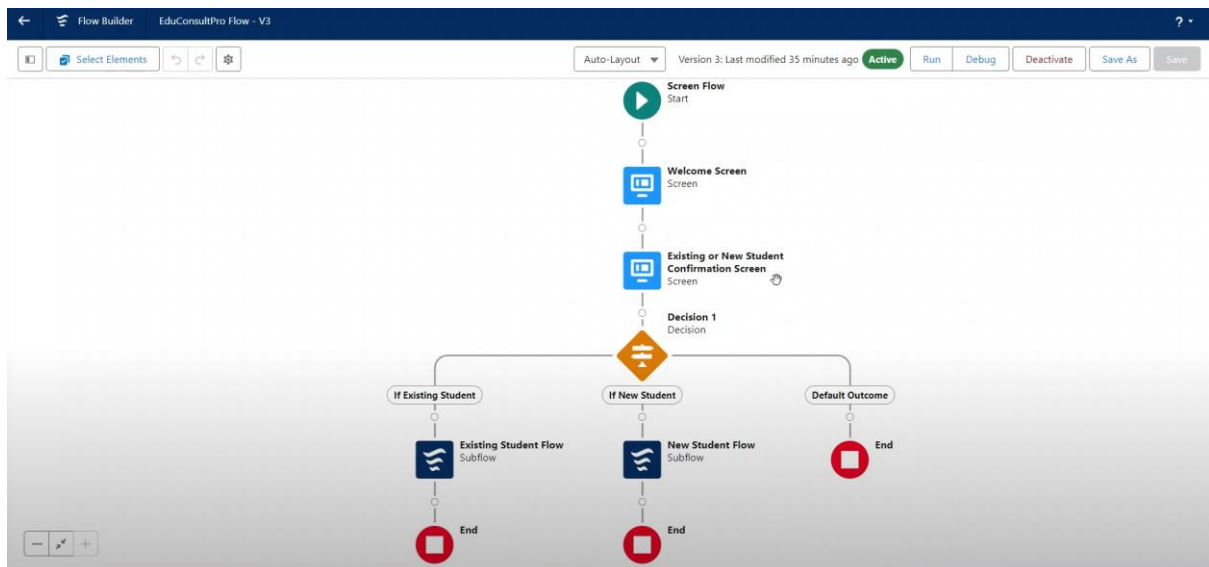 Flow Builder EduConsultPro Flow - V3 ?
Select Elements Auto-Layout Version 3: Last modified 35 minutes ago Active Run Debug Deactivate Save As Save
Screen Flow
Start
Welcome Screen
Screen
Existing or New Student
Confirmation Screen
Screen
Decision 1
Decision
If Existing Student If New Student Default Outcome
Existing Student Flow New Student Flow End
Subflow Subflow
End End